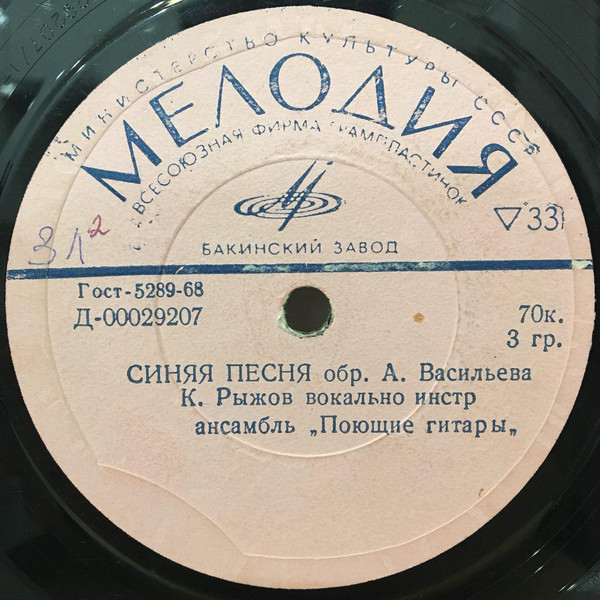 МИНИСТЕРСТВО КУЛЬТУРЫ СССР
МЕЛОДИЯ
ВСЕСОЮЗНАЯ ФИРМА ГРАМПЛАСТИНОК
БАКИНСКИЙ ЗАВОД
33
3Л2
Гост-5289-68
Д-00029207
70к.
3 гр.
СИНЯЯ ПЕСНЯ обр. А. Васильева
К. Рыжов вокально инстр
ансамбль „Поющие гитары„